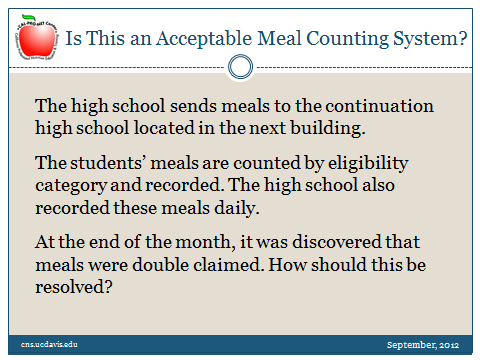 Is This an Acceptable Meal Counting System?
The high school sends meals to the continuation
high school located in the next building.
The students’ meals are counted by eligibility
category and recorded. The high school also
recorded these meals daily.
At the end of the month, it was discovered that
meals were double claimed. How should this be
resolved?
cns.ucdavis.edu
September, 2012